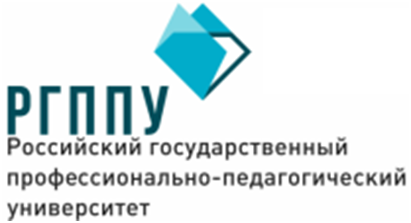 РГППУ
Российский государственный
профессионально-педагогический
университет